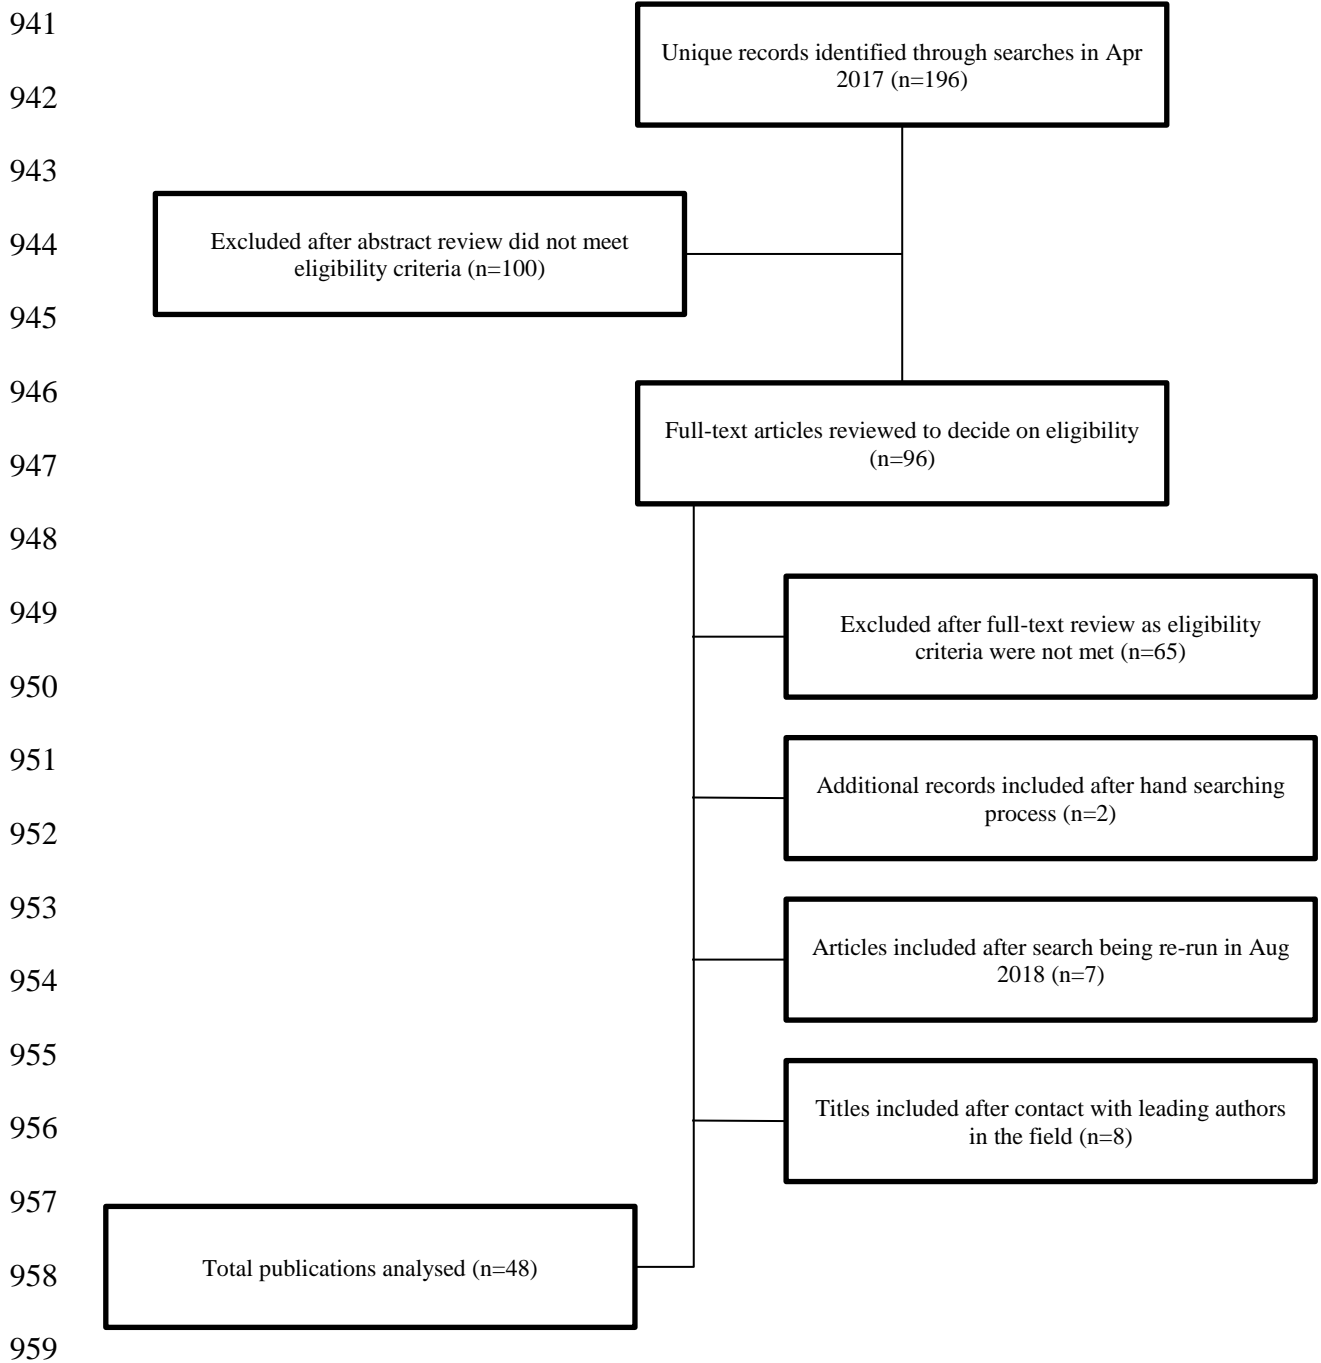 941
Unique records identified through searches in Apr
2017 (n=196)
942
943
944
Excluded after abstract review did not meet
eligibility criteria (n=100)
945
946
Full-text articles reviewed to decide on eligibility
(n=96)
947
948
949
Excluded after full-text review as eligibility
criteria were not met (n=65)
950
951
Additional records included after hand searching
process (n=2)
952
953
Articles included after search being re-run in Aug
2018 (n=7)
954
955
Titles included after contact with leading authors
in the field (n=8)
956
957
Total publications analysed (n=48)
958
959